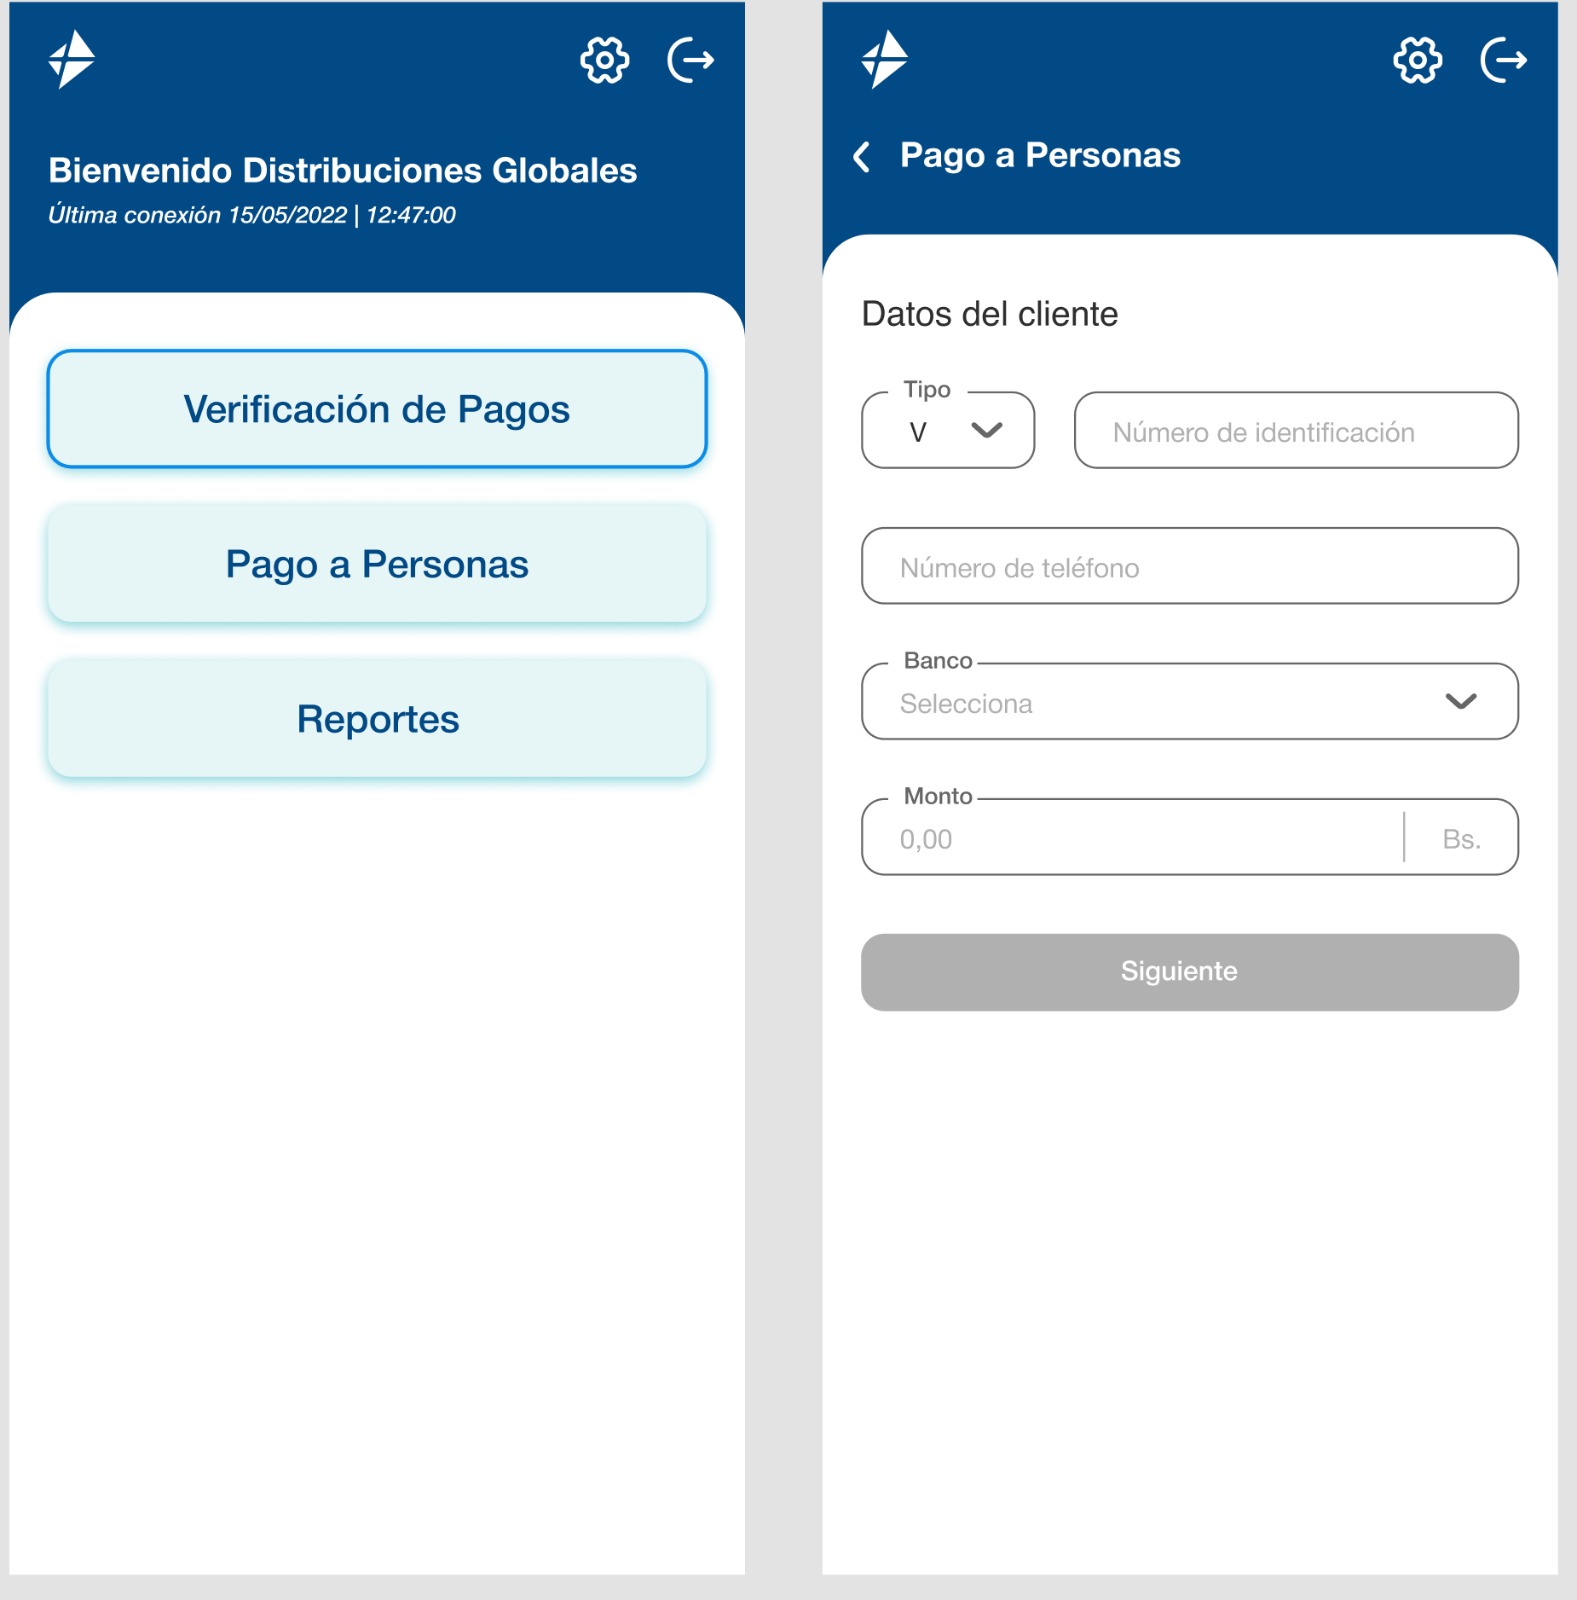 Bienvenido Distribuciones Globales
Última conexión 15/05/2022 | 12:47:00
Verificación de Pagos
Pago a Personas
Reportes
Pago a Personas
Datos del cliente
Tipo
V
Número de identificación
Número de teléfono
Banco
Selecciona
Monto
0,00 Bs.
Siguiente